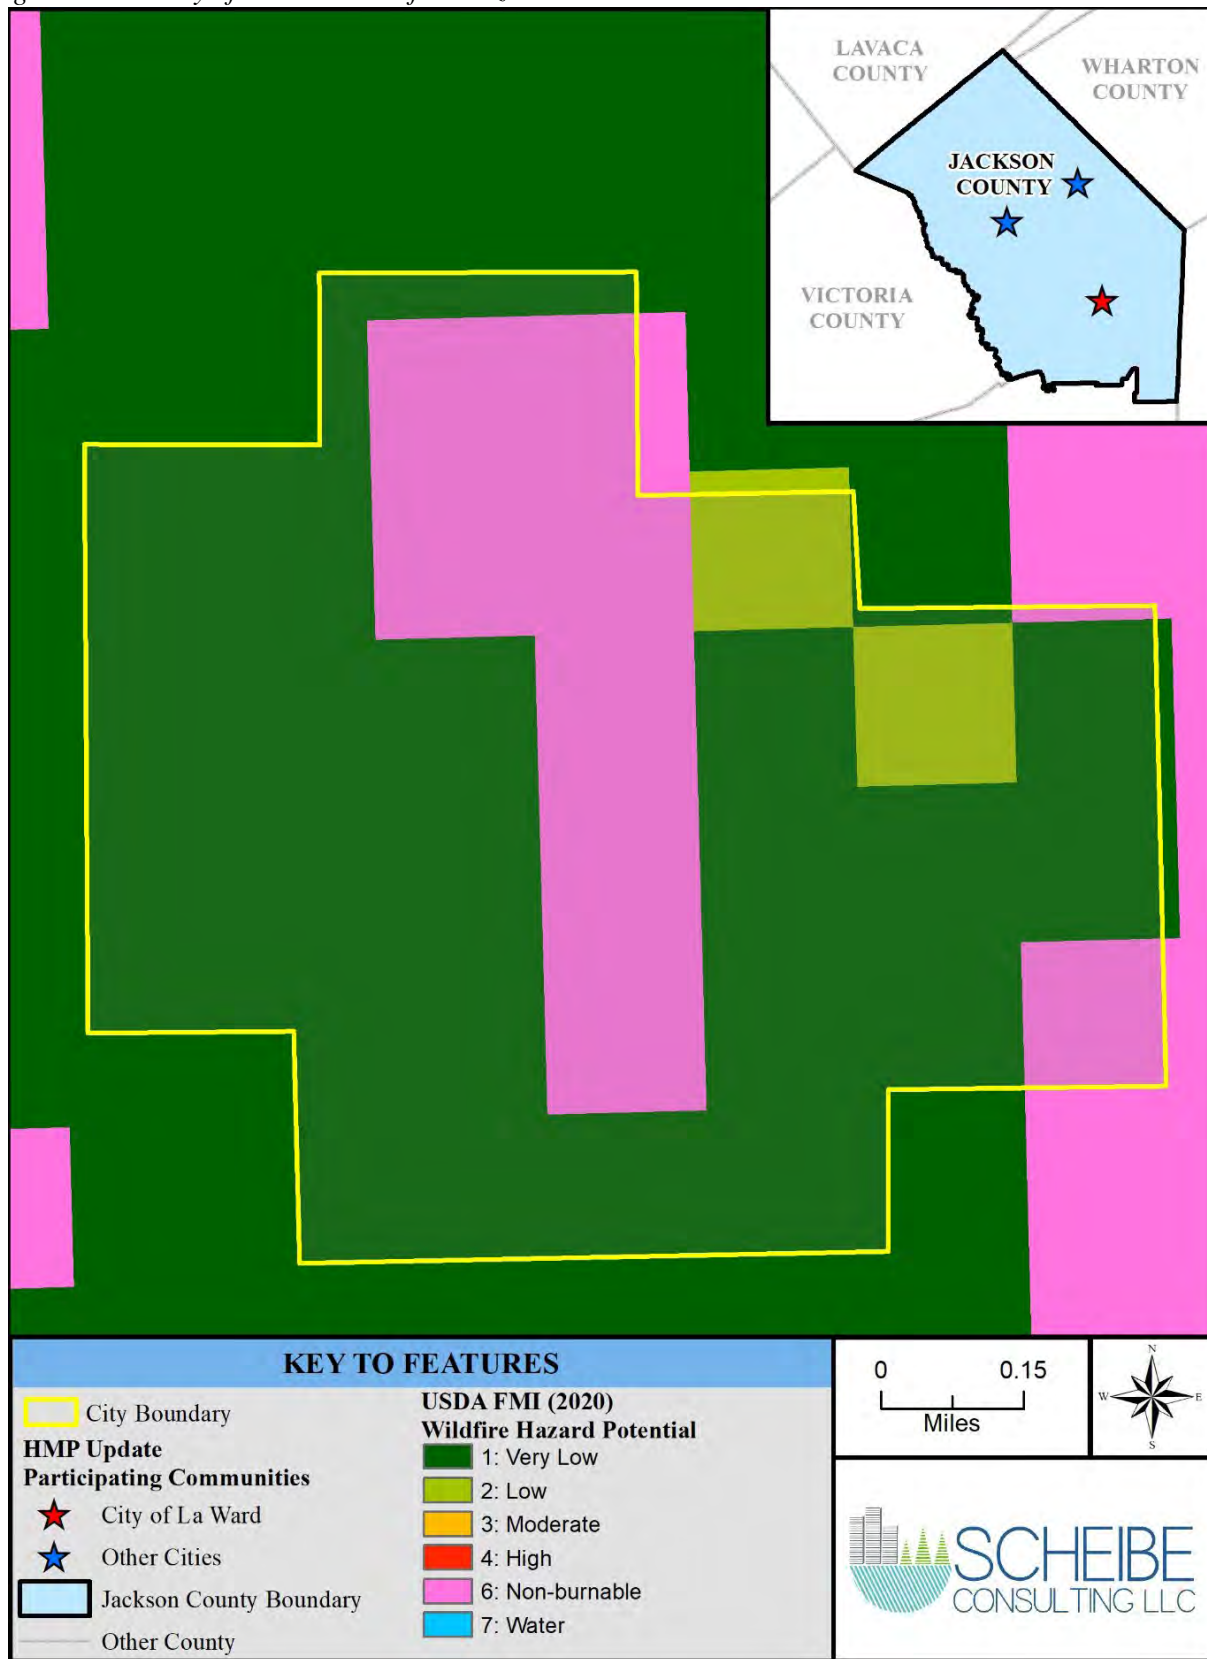 LAVACA
COUNTY
WHARTON
COUNTY
JACKSON
COUNTY
VICTORIA
COUNTY
KEY TO FEATURES
City Boundary
HMP Update
Participating Communities
City of La Ward
Other Cities
Jackson County Boundary
Other County
USDA FMI (2020)
Wildfire Hazard Potential
1: Very Low
2: Low
3: Moderate
4: High
6: Non-burnable
7: Water
0 0.15
Miles
N
W E
S
SCHEIBE
CONSULTING LLC